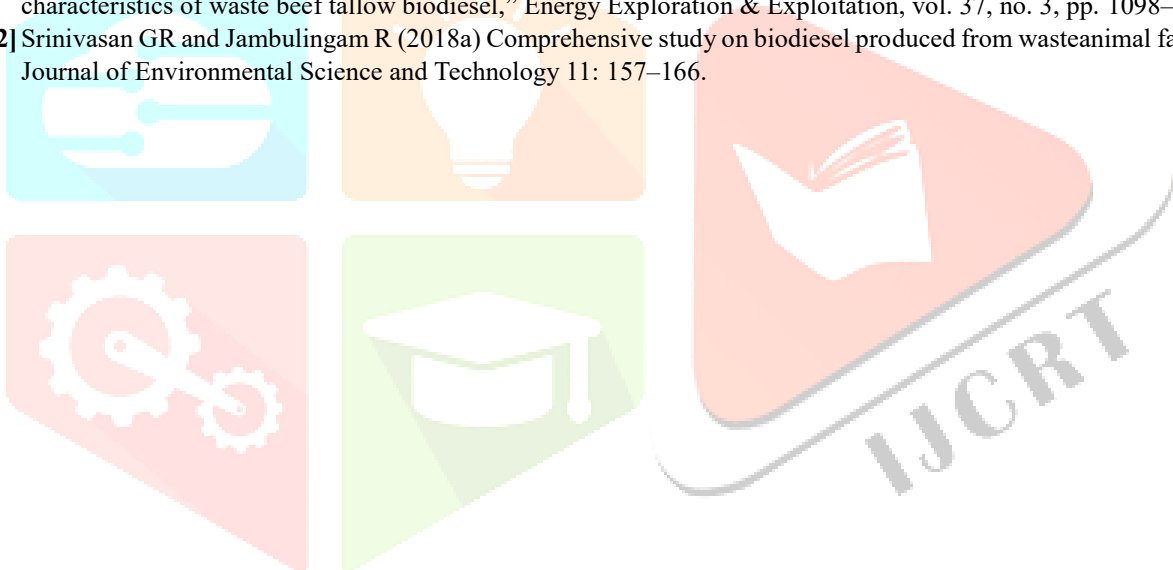 characteristics of waste beef tallow biodiesel,” Energy Exploration & Exploitation, vol. 37, no. 3, pp. 1098–
2] Srinivasan GR and Jambulingam R (2018a) Comprehensive study on biodiesel produced from wasteanimal fa
Journal of Environmental Science and Technology 11: 157–166.
IJCRT